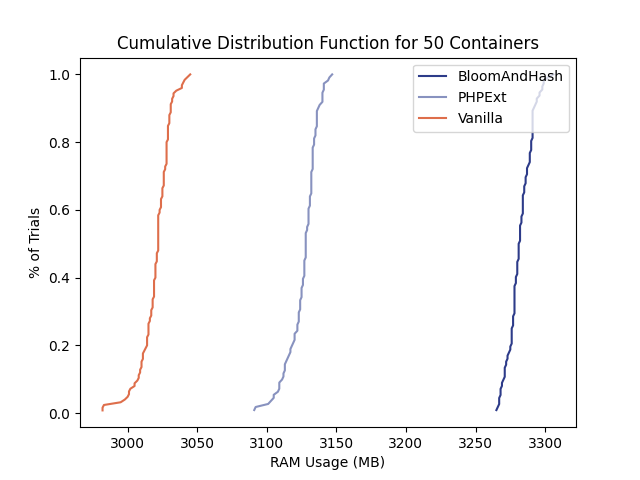 Cumulative Distribution Function for 50 Containers
BloomAndHash
PHPExt
Vanilla
% of Trials
1.0
0.8
0.6
0.4
0.2
0.0
3000 3050 3100 3150 3200 3250 3300
RAM Usage (MB)